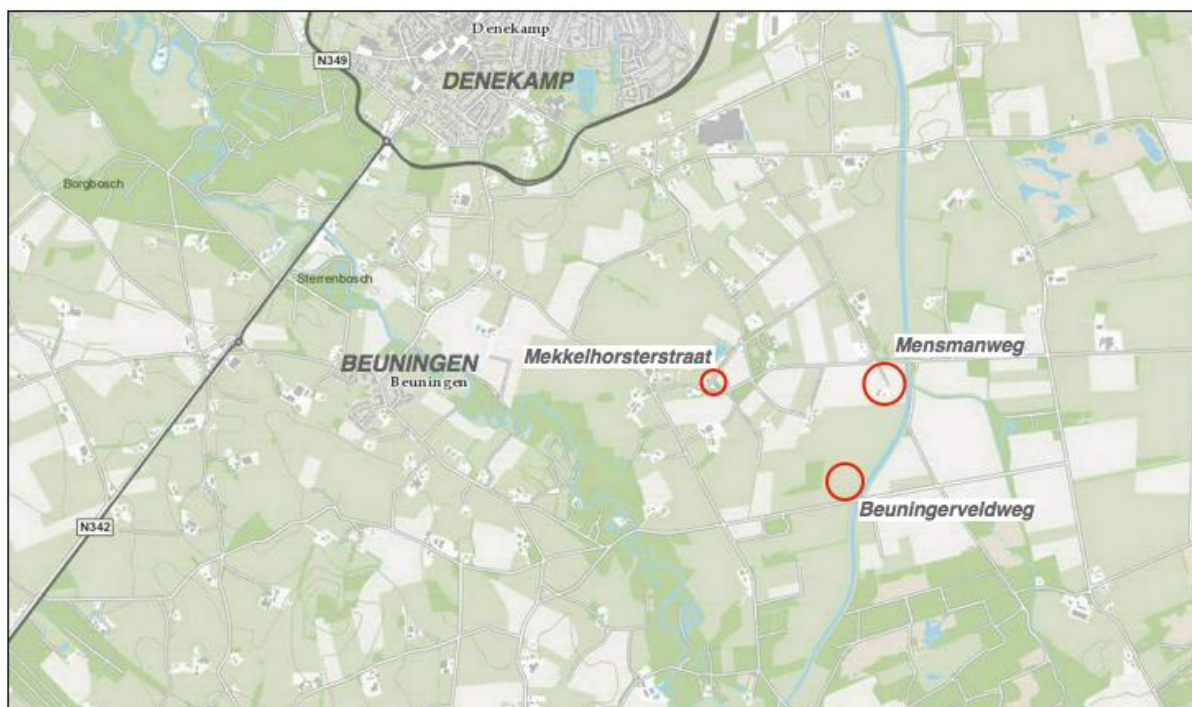 Denekamp
N349
DENEKAMP
Borgbosch
Sterrenbosch
Mensmanweg
Mekkelhorsterstraat
BEUNINGEN
Beuningen
Beuningerveldweg
N342